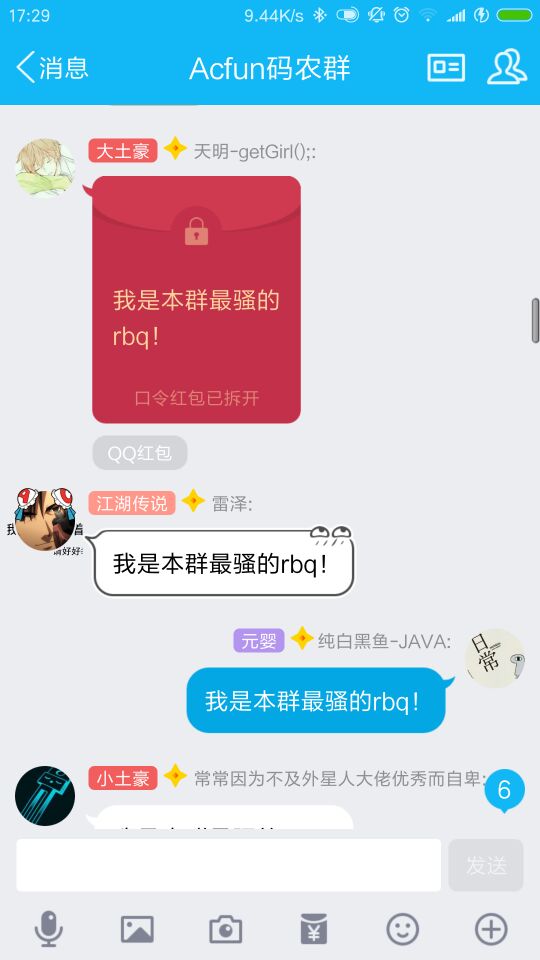 17:29
9.44K/s
消息
Acfun码农群
大土豪
天明-getGirl();:
我是本群最骚的
rbq！
口令红包已拆开
QQ红包
江湖传说
雷泽:
我是本群最骚的rbq！
元婴
纯白黑鱼-JAVA:
日常
我是本群最骚的rbq！
小土豪
常常因为不及外星人大佬优秀而自卑:
6
发送